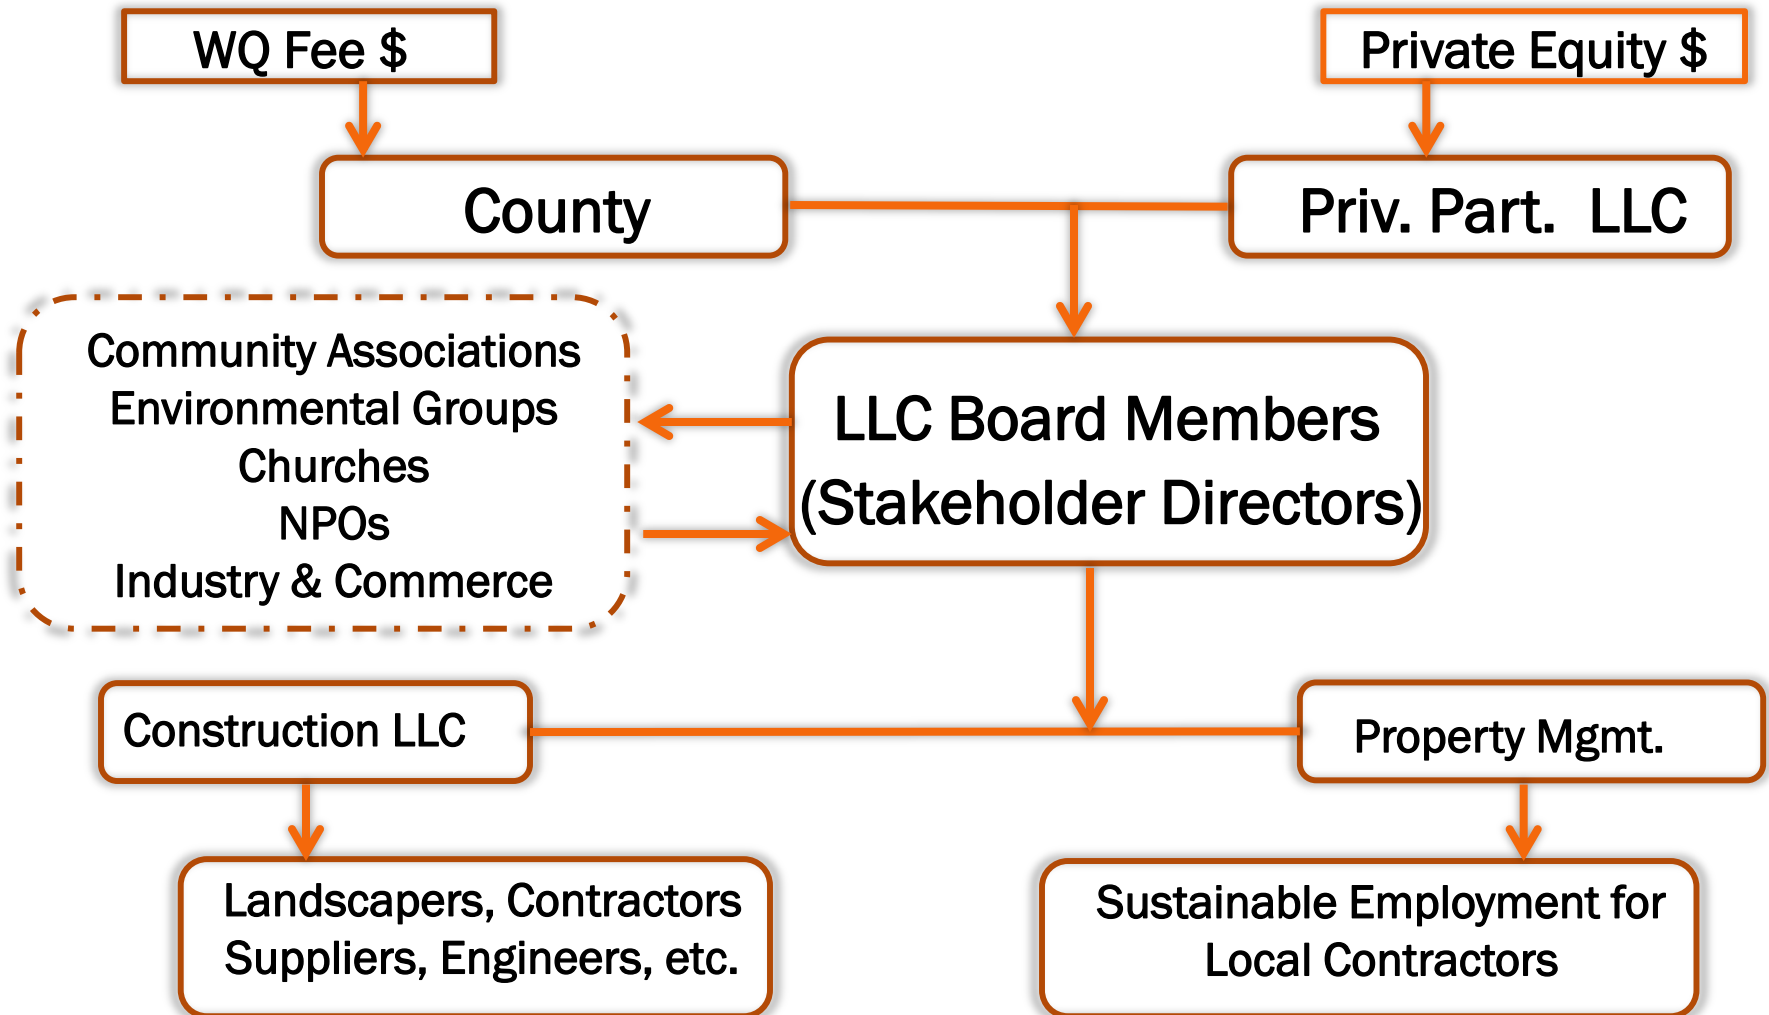 WQ Fee $
Private Equity $
County
Priv. Part. LLC
Community Associations
Environmental Groups
Churches
NPOs
Industry & Commerce
LLC Board Members
(Stakeholder Directors)
Construction LLC
Property Mgmt.
Landscapers, Contractors
Suppliers, Engineers, etc.
Sustainable Employment for
Local Contractors